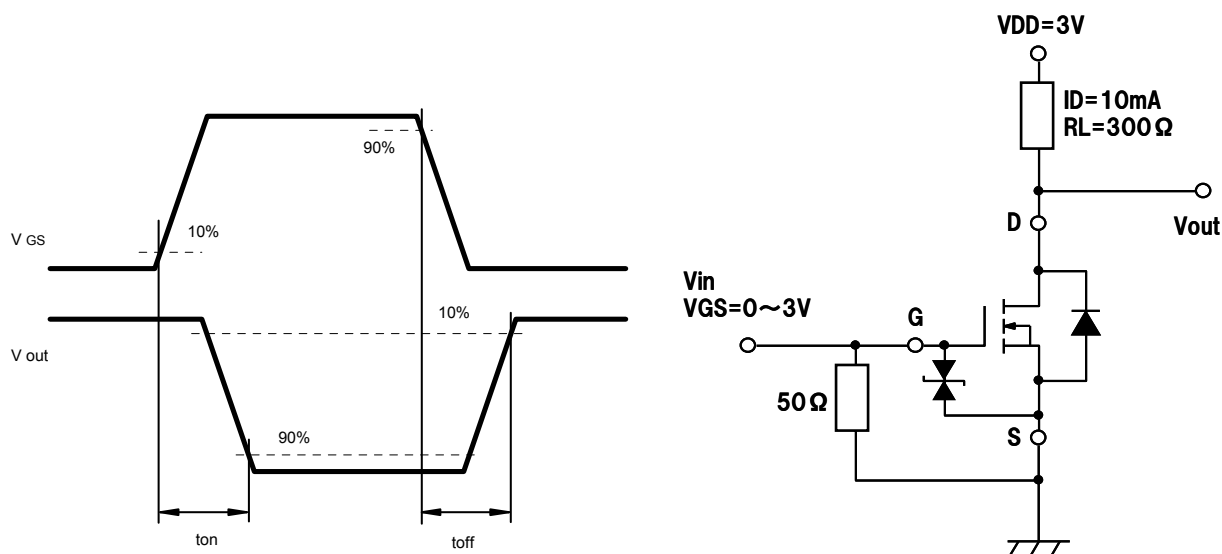 90%
10%
V GS
10%
V out
90%
ton
toff
VDD=3V
ID=10mA
RL=300Ω
D
Vout
Vin
VGS=0～3V
G
50Ω
S